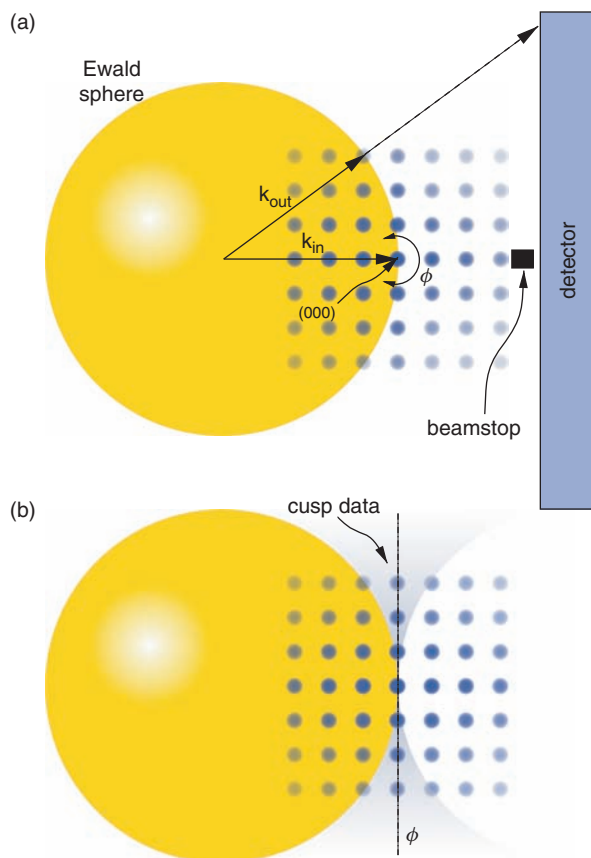 (a)
Ewald
sphere
k_out
k_in
ϕ
(000)
detector
beamstop
(b)
cusp data
ϕ